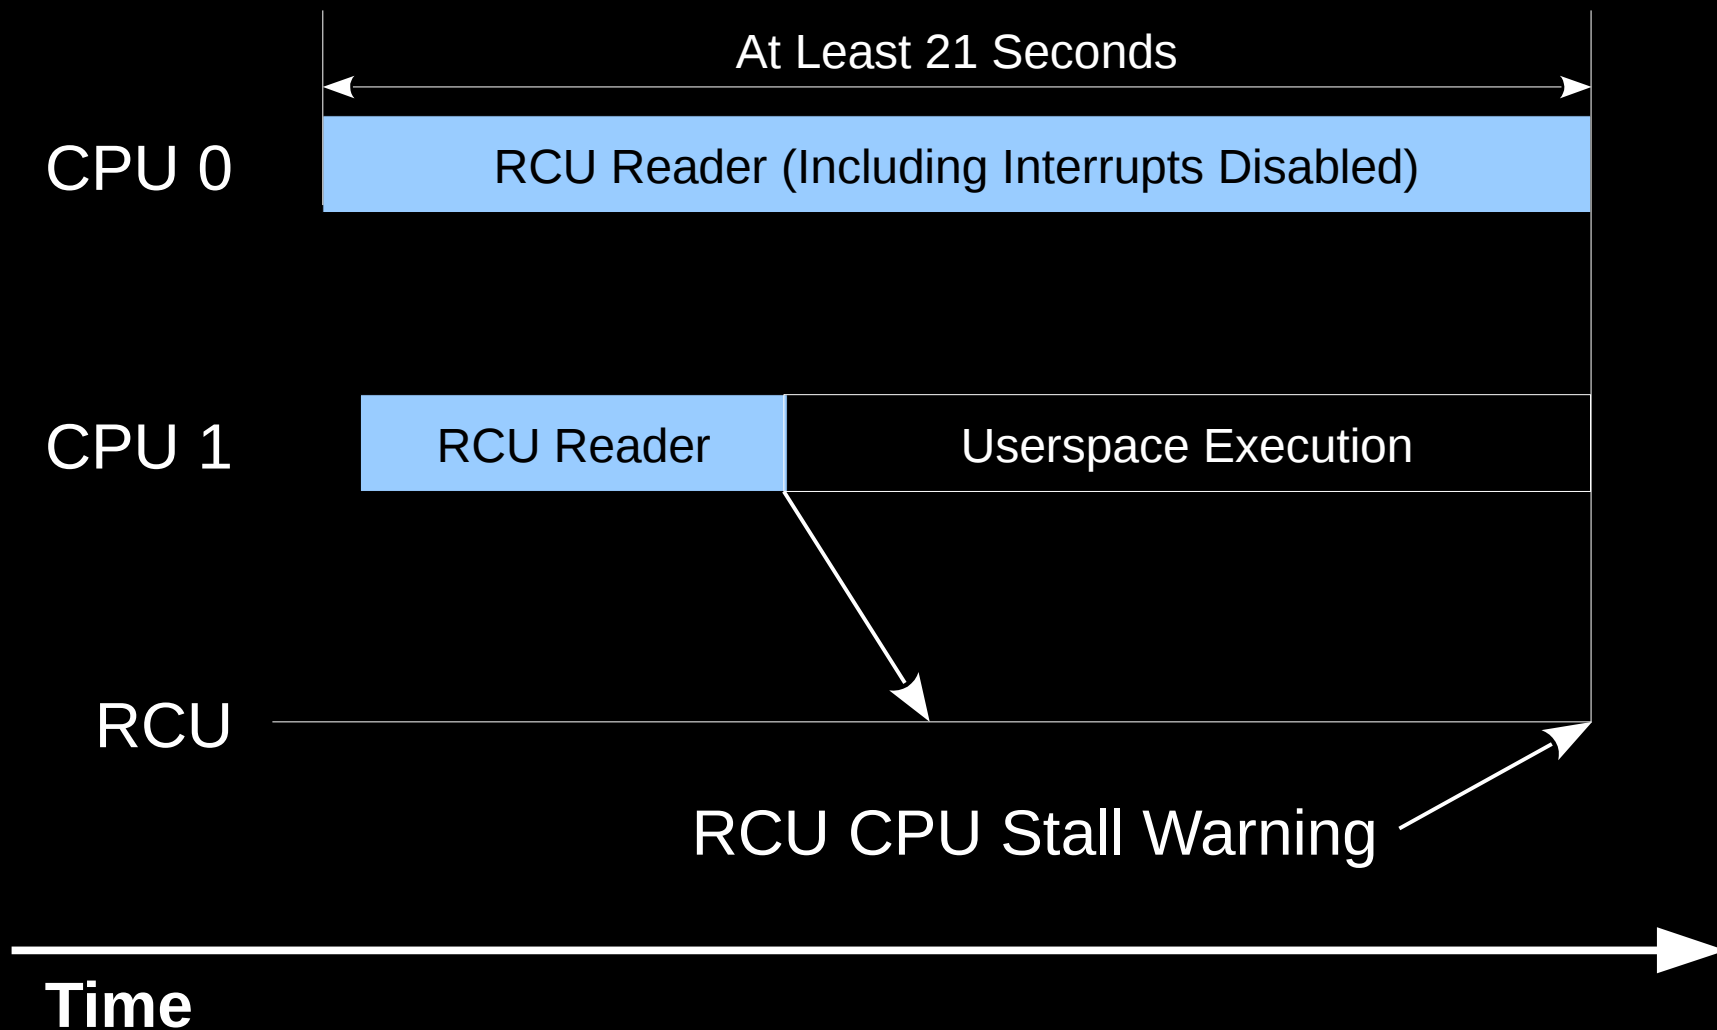 At Least 21 Seconds
CPU 0
RCU Reader (Including Interrupts Disabled)
CPU 1
RCU Reader
Userspace Execution
RCU
RCU CPU Stall Warning
Time